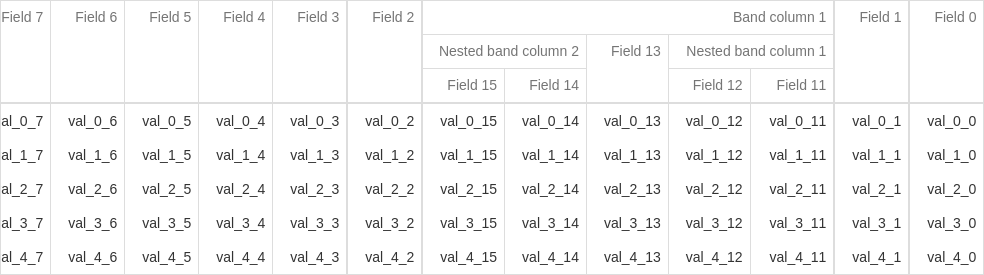 Field 7 Field 6 Field 5 Field 4 Field 3 Field 2 Band column 1 Field 1 Field 0
Nested band column 2 Field 13 Nested band column 1
Field 15 Field 14 Field 12 Field 11
al_0_7 val_0_6 val_0_5 val_0_4 val_0_3 val_0_2 val_0_15 val_0_14 val_0_13 val_0_12 val_0_11 val_0_1 val_0_0
al_1_7 val_1_6 val_1_5 val_1_4 val_1_3 val_1_2 val_1_15 val_1_14 val_1_13 val_1_12 val_1_11 val_1_1 val_1_0
al_2_7 val_2_6 val_2_5 val_2_4 val_2_3 val_2_2 val_2_15 val_2_14 val_2_13 val_2_12 val_2_11 val_2_1 val_2_0
al_3_7 val_3_6 val_3_5 val_3_4 val_3_3 val_3_2 val_3_15 val_3_14 val_3_13 val_3_12 val_3_11 val_3_1 val_3_0
al_4_7 val_4_6 val_4_5 val_4_4 val_4_3 val_4_2 val_4_15 val_4_14 val_4_13 val_4_12 val_4_11 val_4_1 val_4_0